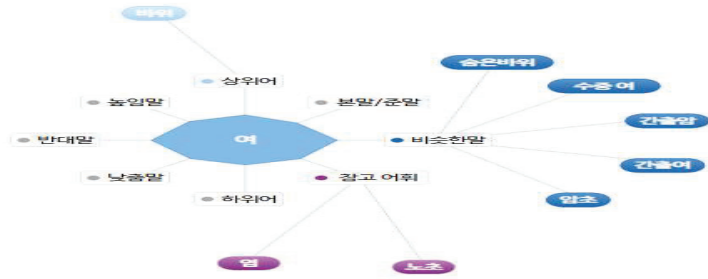 바위
숨은바위
상위어
수중 여
높임말
본말/준말
간출암
반대말
여
비슷한말
간출여
낮춤말
참고 어휘
하위어
암초
염
노초